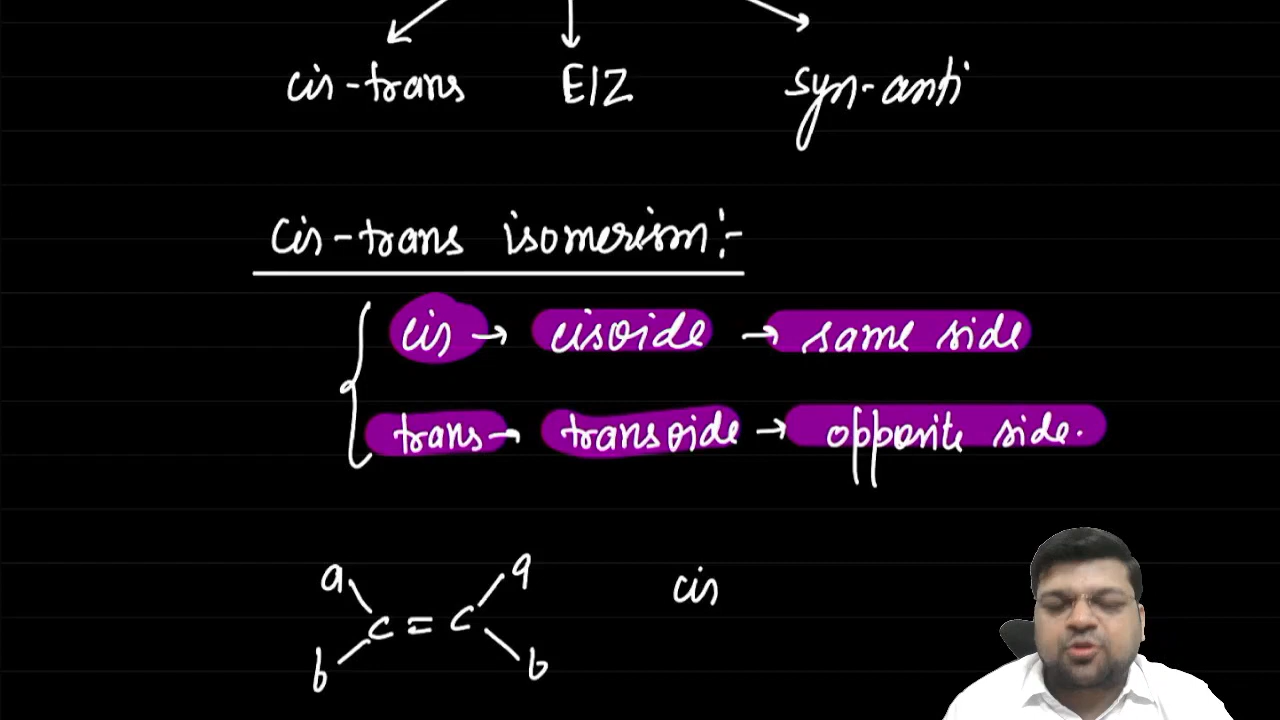 cis-trans E/Z syn-anti
cis-trans isomerism:-
cis → cisoide → same side
trans → transoide → opposite side.
a a cis
C = C
b b